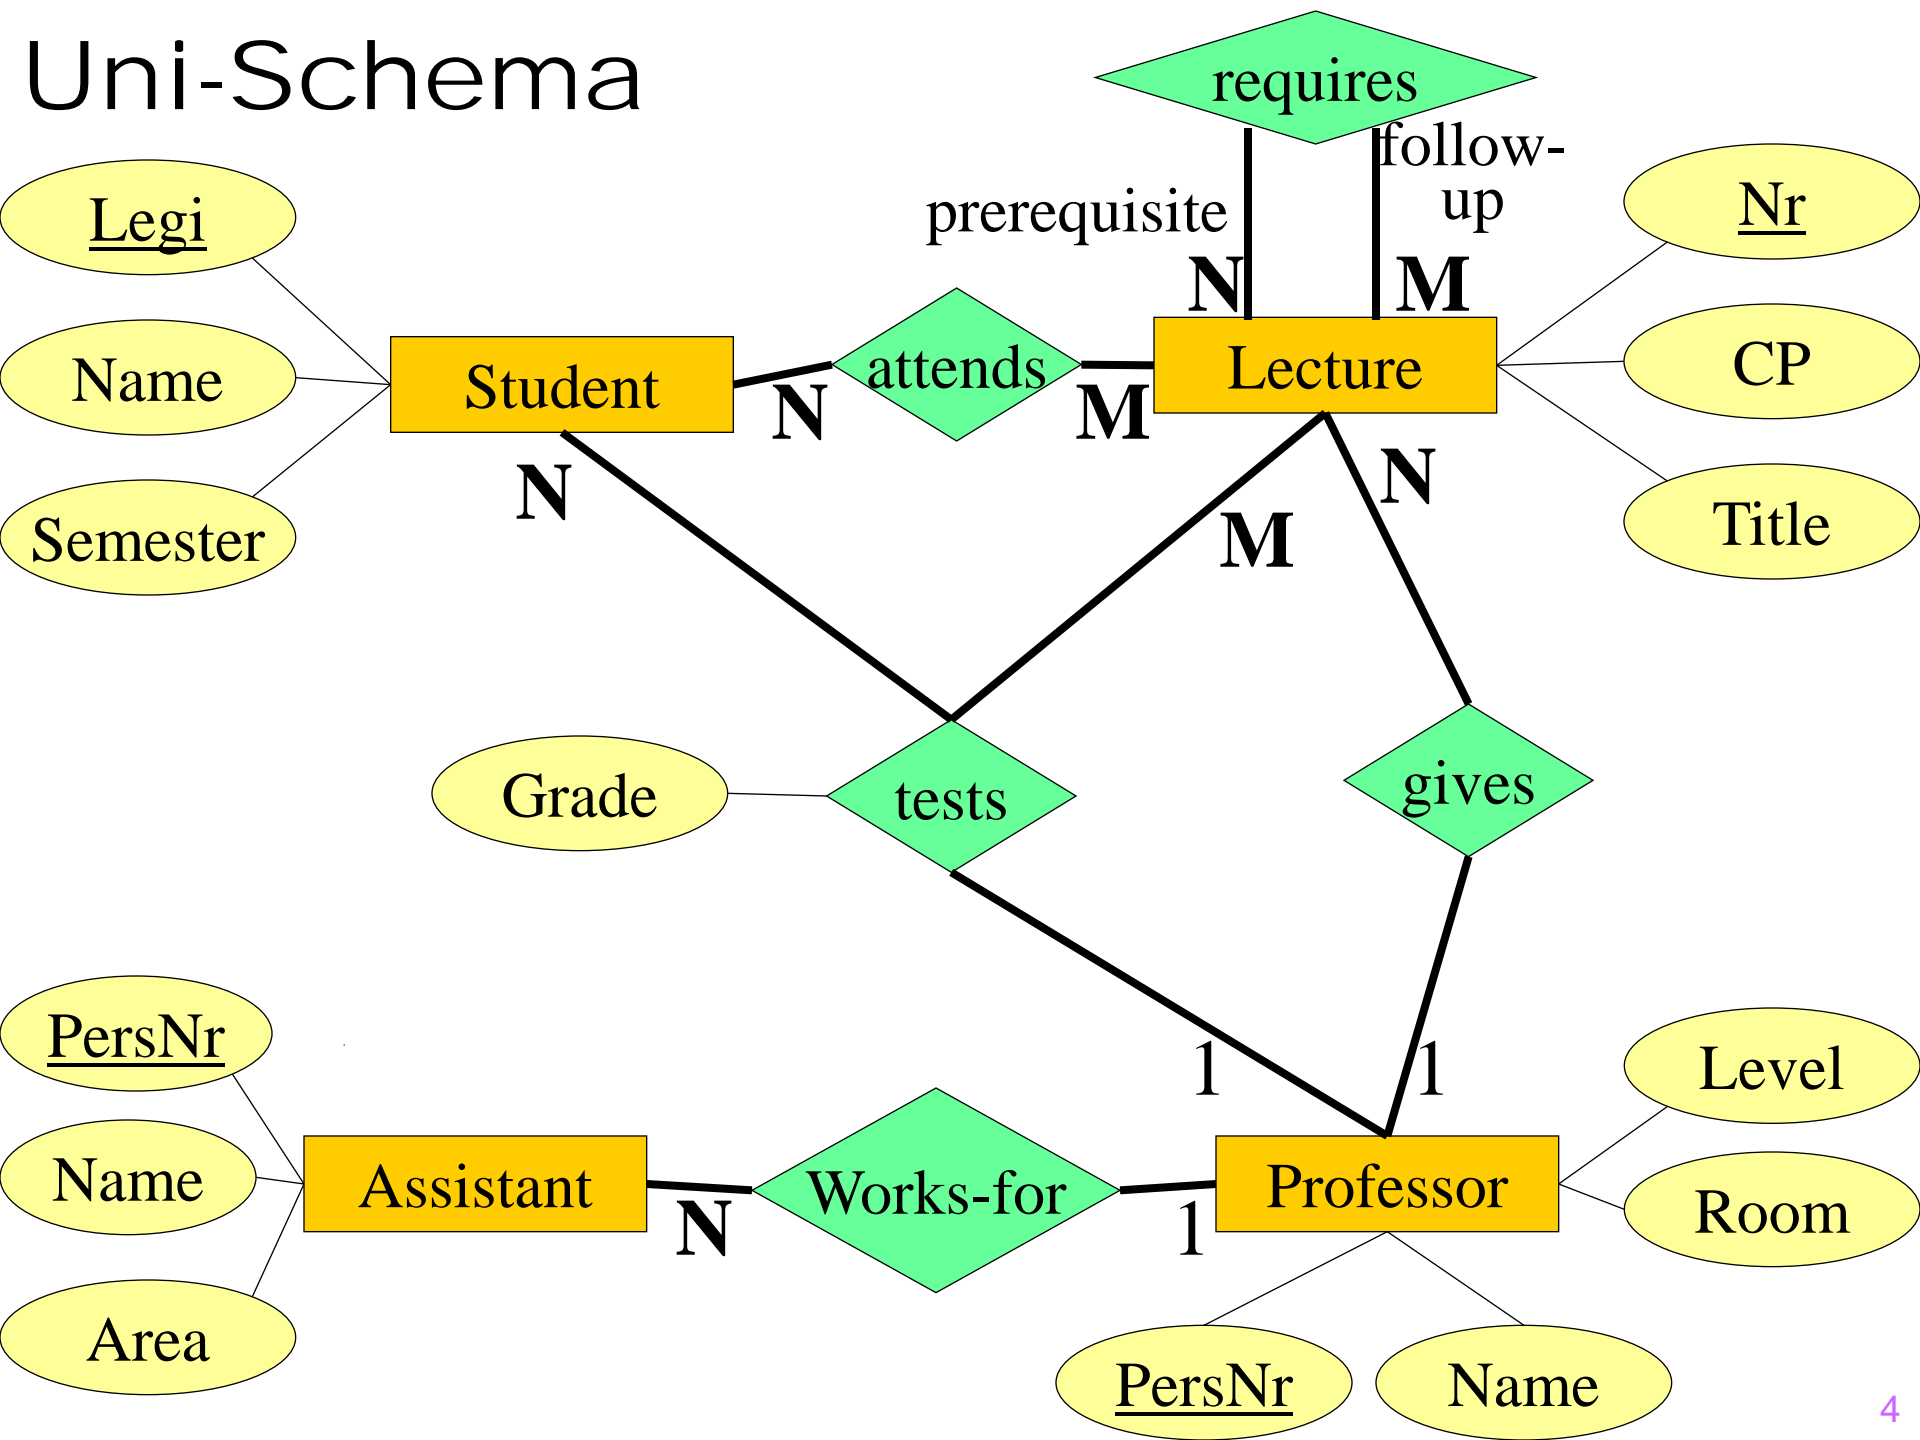 Uni-Schema
requires
follow-
up
prerequisite
N
M
Legi
Name
Semester
Student
N
attends
M
Lecture
Nr
CP
Title
N
M
N
Grade
tests
gives
1
1
PersNr
Name
Area
Assistant
N
Works-for
1
Professor
Level
Room
PersNr
Name
4